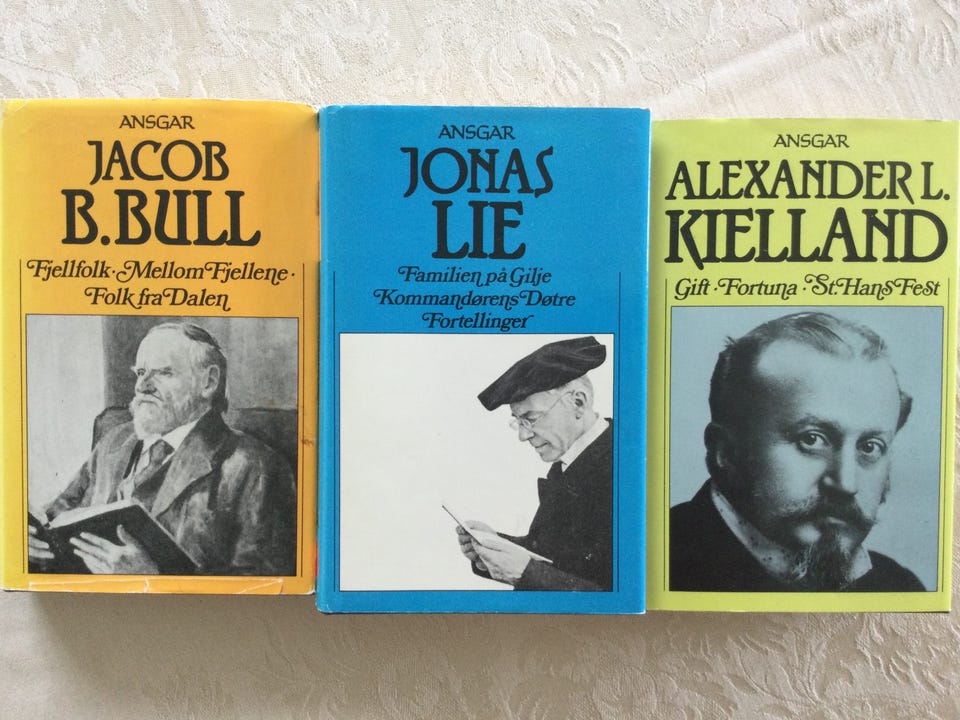 ANSGAR
JACOB
B. BULL
Fjellfolk · Mellom Fjellene ·
Folk fra Dalen
ANSGAR
JONAS
LIE
Familien på Gilje
Kommandørens Døtre
Fortellinger
ANSGAR
ALEXANDER L.
KIELLAND
Gift · Fortuna · St. Hans Fest